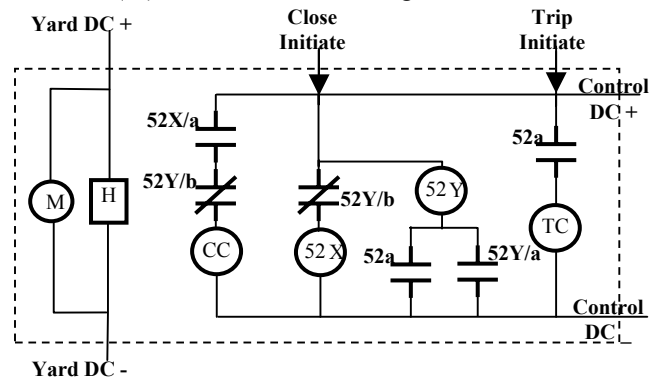 Yard DC +
Close
Initiate
Trip
Initiate
Control
DC +
52X/a
52a
52Y/b
H
M
52Y/b
52Y
CC
52X
52a
52Y/a
TC
Control
DC _
Yard DC -